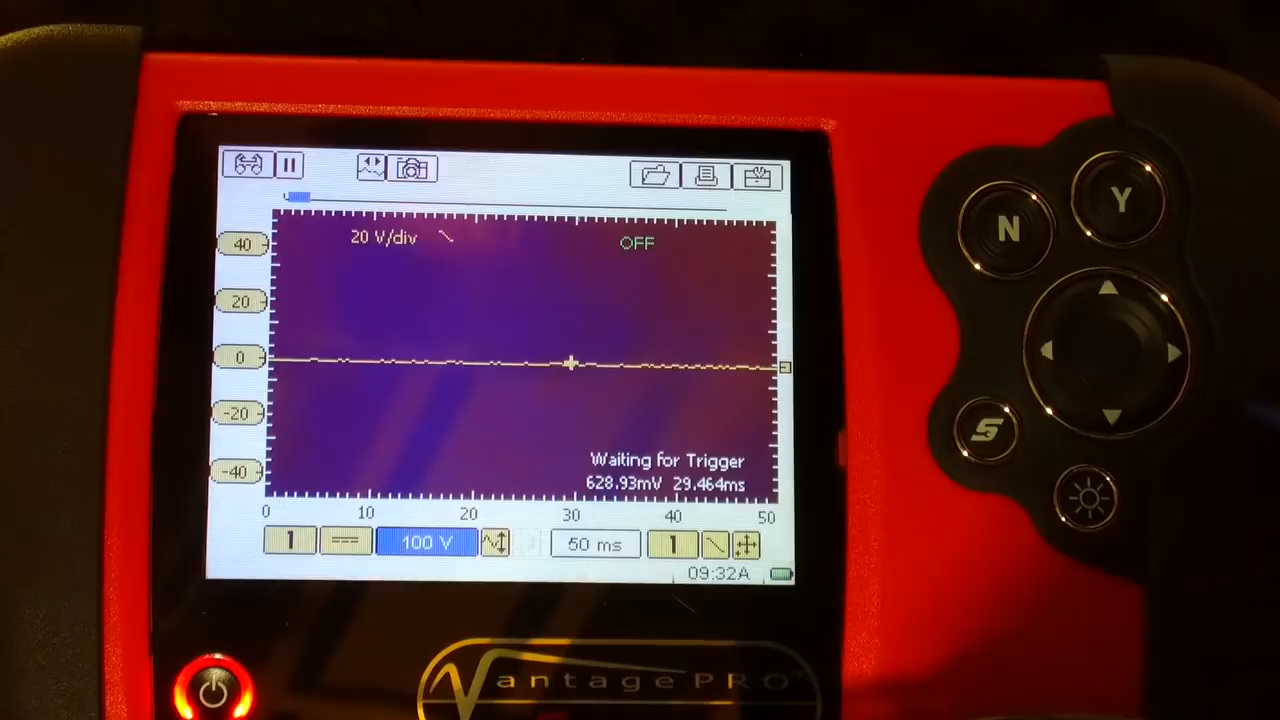 20 V/div
OFF
N
Y
40
20
0
-20
-40
Waiting for Trigger
628.93mV 29.464ms
0 10 20 30 40 50
1 100 V 50 ms 1
09:32A
S
VantagePRO